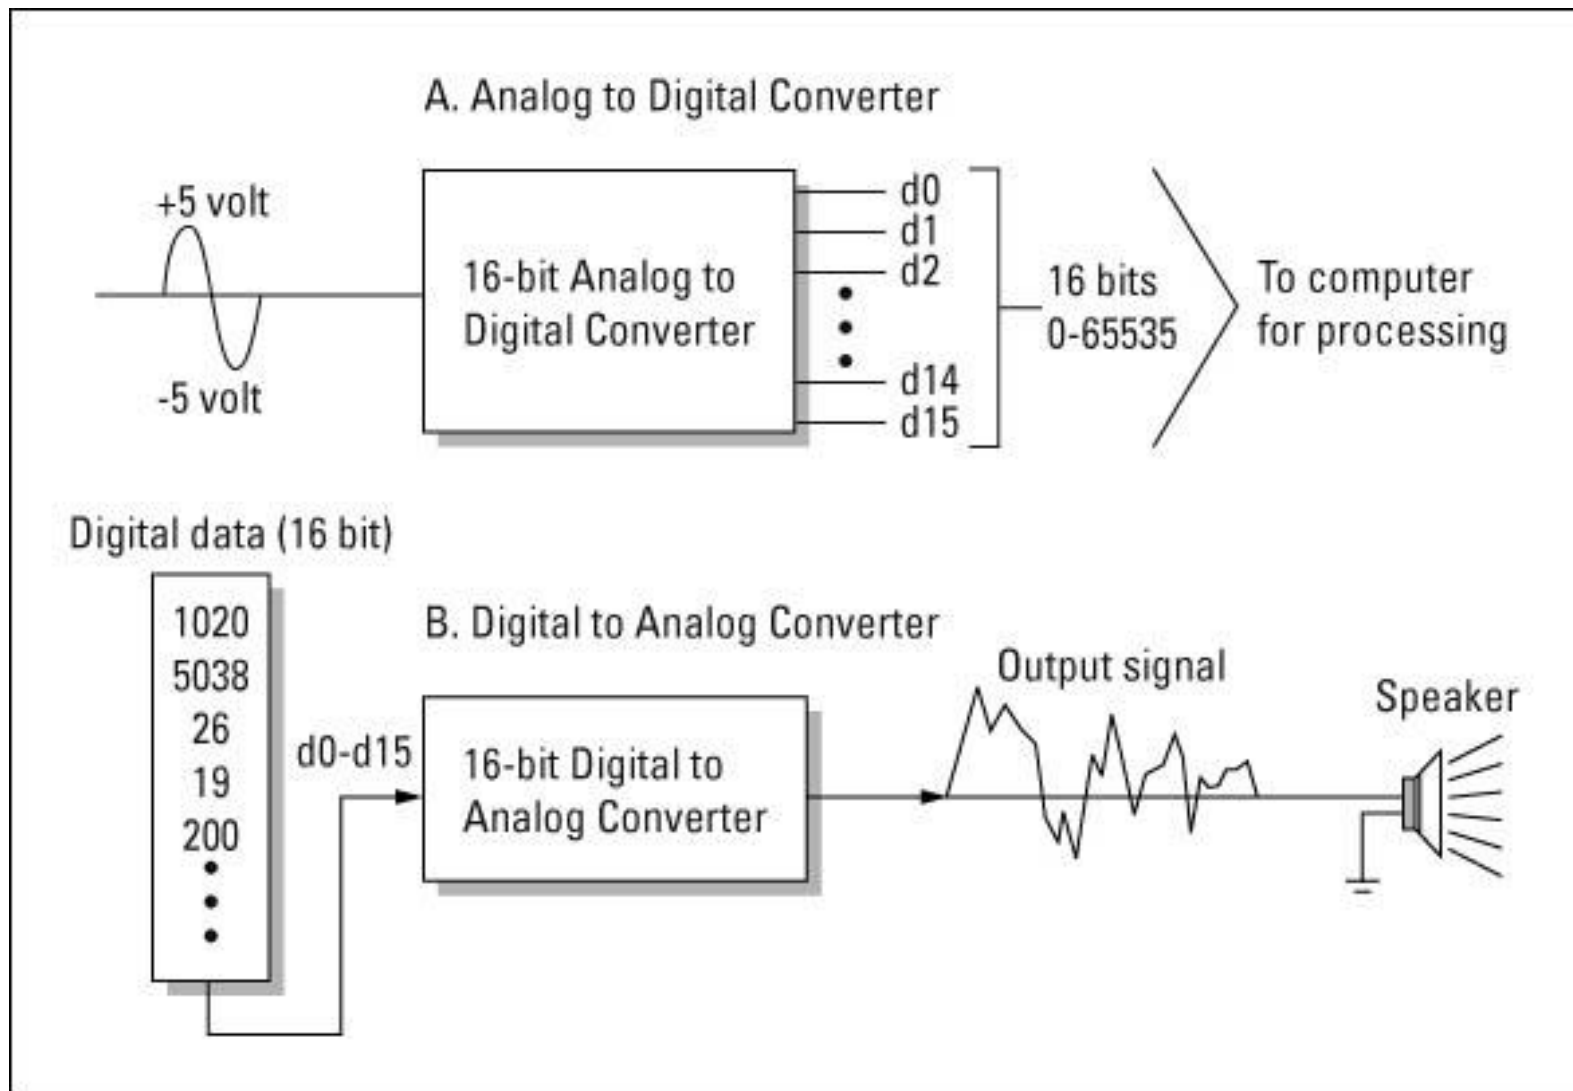 A. Analog to Digital Converter
+5 volt
-5 volt
16-bit Analog to
Digital Converter
d0
d1
d2
d14
d15
16 bits
0-65535
To computer
for processing
Digital data (16 bit)
1020
5038
26
19
200
d0-d15
B. Digital to Analog Converter
16-bit Digital to
Analog Converter
Output signal
Speaker